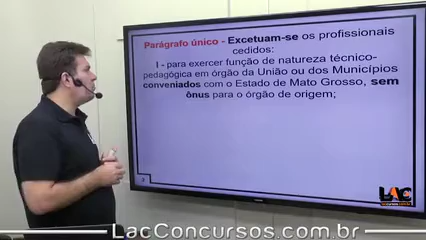 Parágrafo único - Excetuam-se os profissionais
cedidos:
I - para exercer função de natureza técnico-
pedagógica em órgão da União ou dos Municípios
conveniados com o Estado de Mato Grosso, sem
ônus para o órgão de origem;
LAC
LacConcursos.com.br